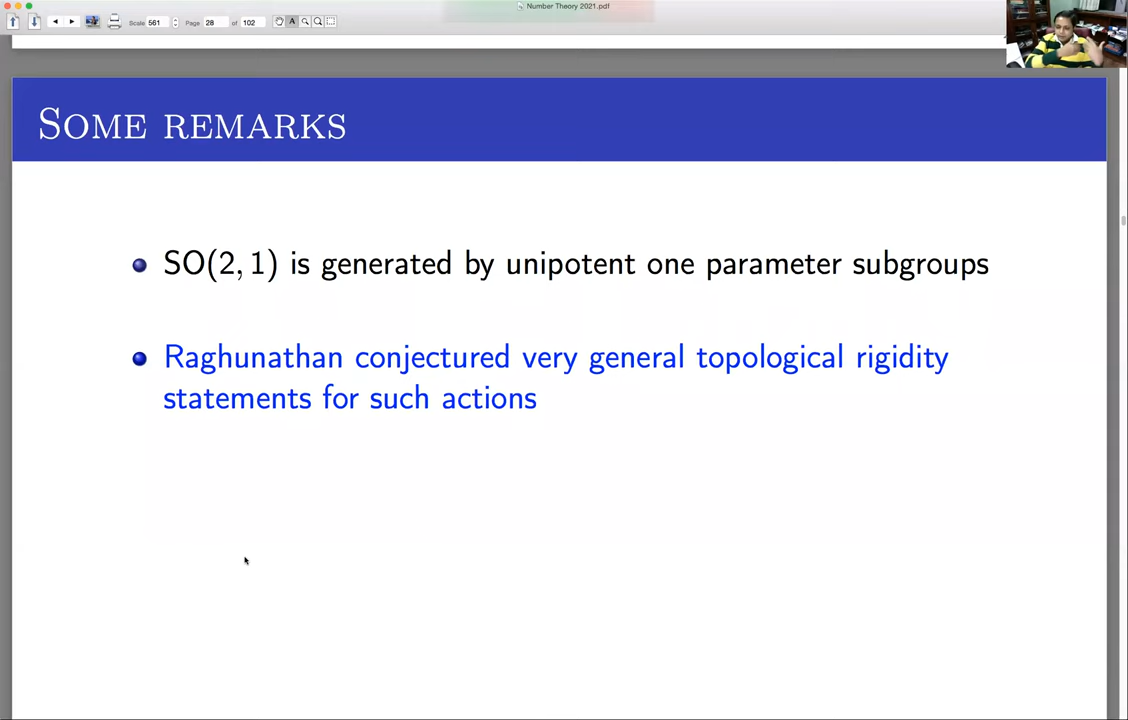 Number Theory 2021.pdf
Scale 561 Page 28 of 102
SOME REMARKS
SO(2, 1) is generated by unipotent one parameter subgroups
Raghunathan conjectured very general topological rigidity
statements for such actions